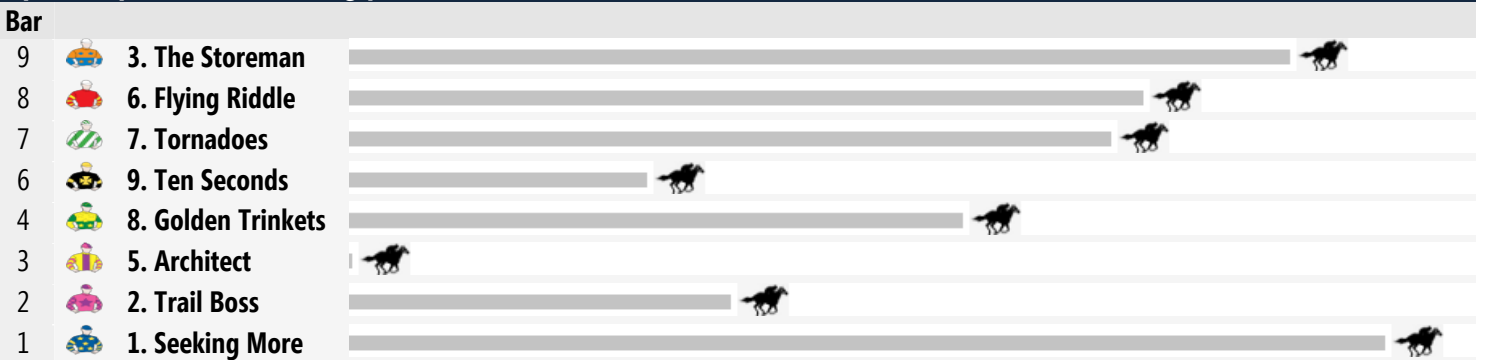 Bar
9 3. The Storeman
8 6. Flying Riddle
7 7. Tornadoes
6 9. Ten Seconds
4 8. Golden Trinkets
3 5. Architect
2 2. Trail Boss
1 1. Seeking More